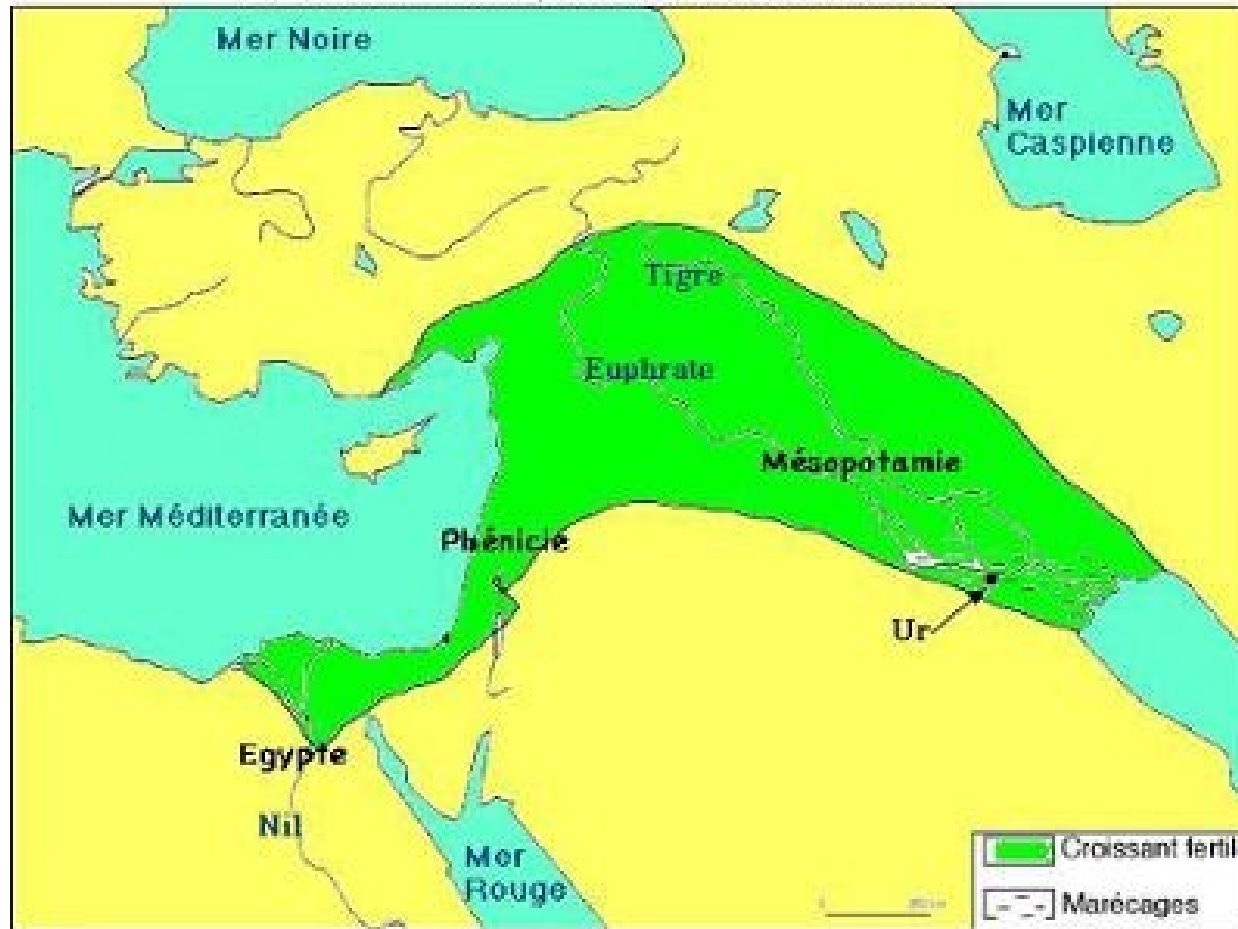 Mer Noire
Mer
Caspienne
Tigre
Euphrate
Mésopotamie
Mer Méditerranée
Phénicie
Ur
Egypte
Nil
Mer
Rouge
Croissant fertil
Marécages